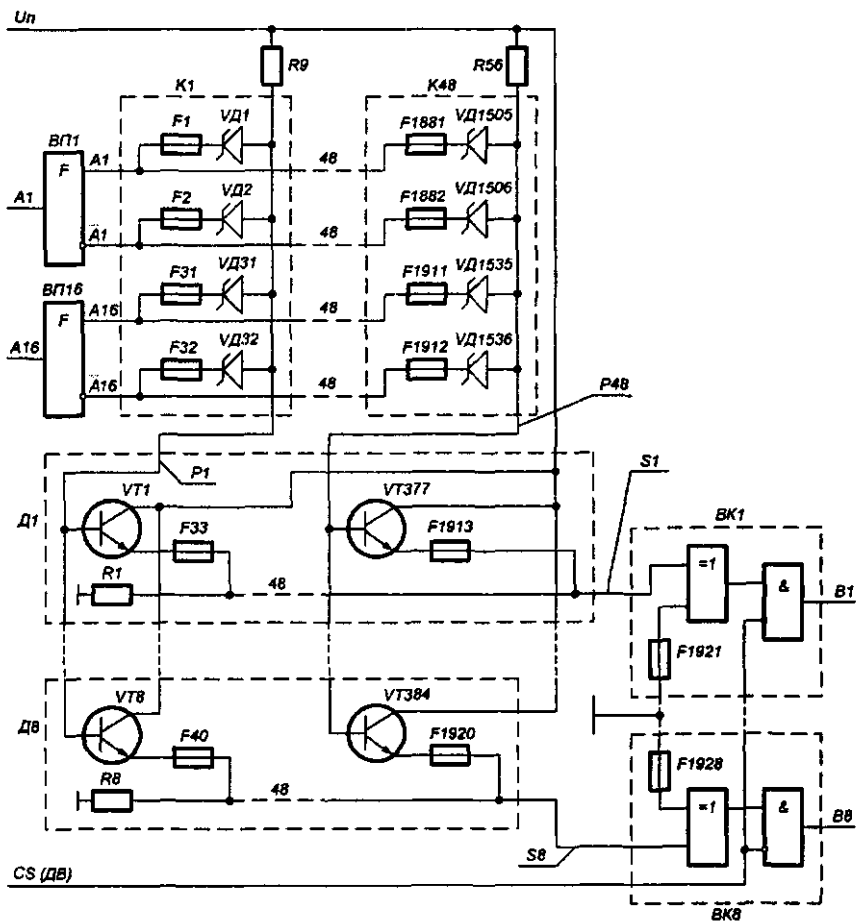 Uп
R9
R56
K1
K48
F1
VД1
F1881
VД1505
ВП1
F
A1
A1
48
F2
VД2
F1882
VД1506
A1
48
F31
VД31
F1911
VД1535
ВП16
F
A16
A16
48
F32
VД32
F1912
VД1536
A16
48
P48
P1
S1
Д1
VT1
VT377
F33
F1913
R1
48
ВК1
=1
&
B1
F1921
Д8
VT8
VT384
F40
F1920
R8
48
F1928
=1
&
B8
S8
CS (ДВ)
ВК8